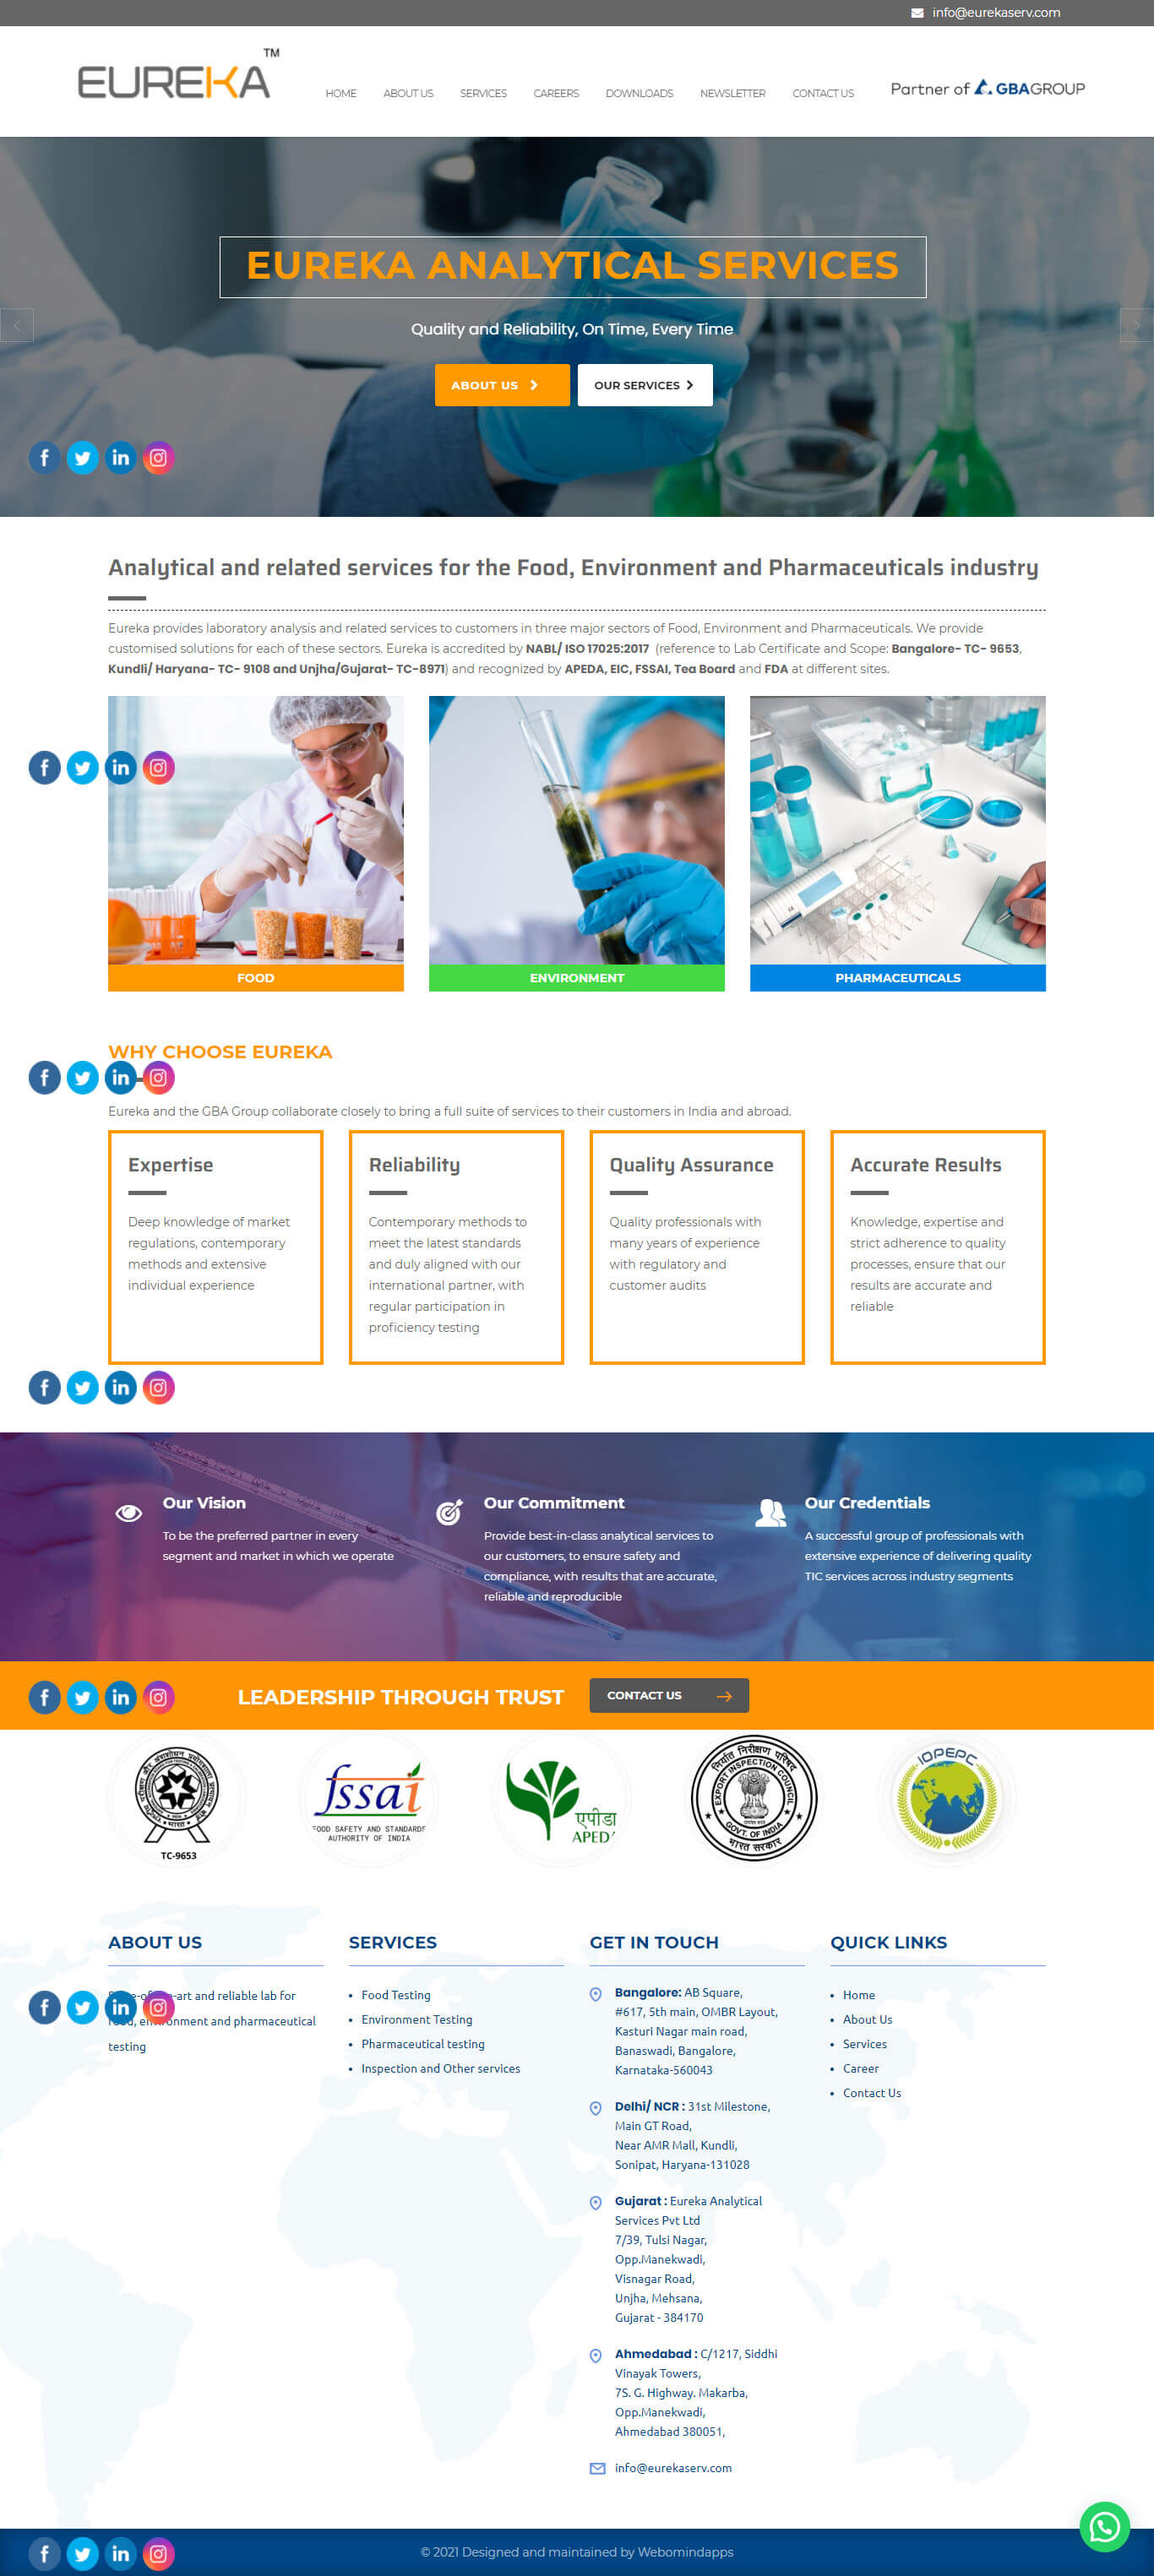 info@eurekaserv.com
EUREKA TM
HOME ABOUT US SERVICES CAREERS DOWNLOADS NEWSLETTER CONTACT US
Partner of GBAGROUP
EUREKA ANALYTICAL SERVICES
Quality and Reliability, On Time, Every Time
ABOUT US
OUR SERVICES
Analytical and related services for the Food, Environment and Pharmaceuticals industry
Eureka provides laboratory analysis and related services to customers in three major sectors of Food, Environment and Pharmaceuticals. We provide
customised solutions for each of these sectors. Eureka is accredited by NABL/ ISO 17025:2017 (reference to Lab Certificate and Scope: Bangalore- TC- 9653,
Kundli/ Haryana- TC- 9108 and Unjha/Gujarat- TC-8971) and recognized by APEDA, EIC, FSSAI, Tea Board and FDA at different sites.
FOOD
ENVIRONMENT
PHARMACEUTICALS
WHY CHOOSE EUREKA
Eureka and the GBA Group collaborate closely to bring a full suite of services to their customers in India and abroad.
Expertise
Deep knowledge of market
regulations, contemporary
methods and extensive
individual experience
Reliability
Contemporary methods to
meet the latest standards
and duly aligned with our
international partner, with
regular participation in
proficiency testing
Quality Assurance
Quality professionals with
many years of experience
with regulatory and
customer audits
Accurate Results
Knowledge, expertise and
strict adherence to quality
processes, ensure that our
results are accurate and
reliable
Our Vision
To be the preferred partner in every
segment and market in which we operate
Our Commitment
Provide best-in-class analytical services to
our customers, to ensure safety and
compliance, with results that are accurate,
reliable and reproducible
Our Credentials
A successful group of professionals with
extensive experience of delivering quality
TIC services across industry segments
LEADERSHIP THROUGH TRUST
CONTACT US
TC-9653
fssai
FOOD SAFETY AND STANDARDS
AUTHORITY OF INDIA
एपीडा
APEDA
निर्यात निरीक्षण परिषद
EXPORT INSPECTION COUNCIL
GOVT. OF INDIA
भारत सरकार
IOPEPC
ABOUT US
art and reliable lab for
and pharmaceutical
testing
SERVICES
Food Testing
Environment Testing
Pharmaceutical testing
Inspection and Other services
GET IN TOUCH
Bangalore: AB Square,
#617, 5th main, OMBR Layout,
Kasturi Nagar main road,
Banaswadi, Bangalore,
Karnataka-560043
Delhi/ NCR : 31st Milestone,
Main GT Road,
Near AMR Mall, Kundli,
Sonipat, Haryana-131028
Gujarat : Eureka Analytical
Services Pvt Ltd
7/39, Tulsi Nagar,
Opp.Manekwadi,
Visnagar Road,
Unjha, Mehsana,
Gujarat - 384170
Ahmedabad : C/1217, Siddhi
Vinayak Towers,
7S. G. Highway. Makarba,
Opp.Manekwadi,
Ahmedabad 380051,
info@eurekaserv.com
QUICK LINKS
Home
About Us
Services
Career
Contact Us
© 2021 Designed and maintained by Webomindapps